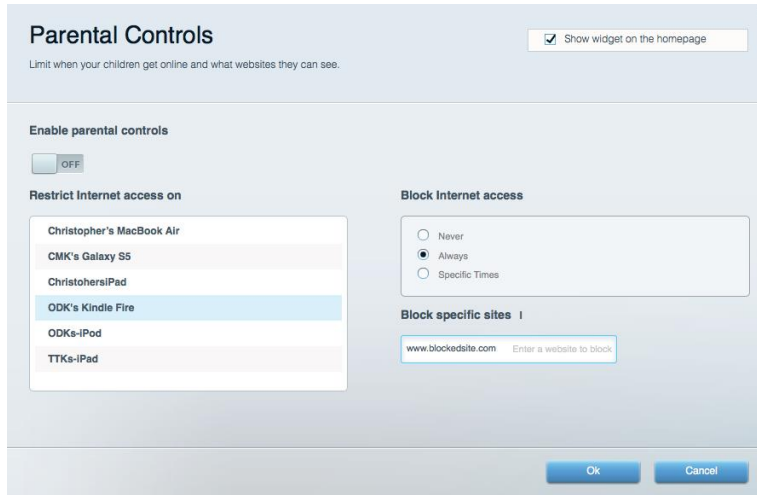 Parental Controls
Show widget on the homepage
Limit when your children get online and what websites they can see.
Enable parental controls
OFF
Restrict Internet access on
Christopher's MacBook Air
CMK's Galaxy S5
ChristohersiPad
ODK's Kindle Fire
ODKs-iPod
TTKs-iPad
Block Internet access
Never
Always
Specific Times
Block specific sites I
www.blockedsite.com Enter a website to block
Ok
Cancel